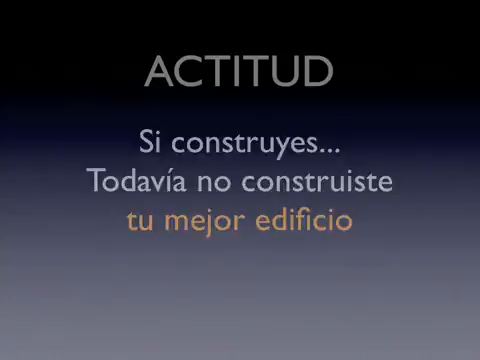 ACTITUD
Si construyes...
Todavía no construiste
tu mejor edificio